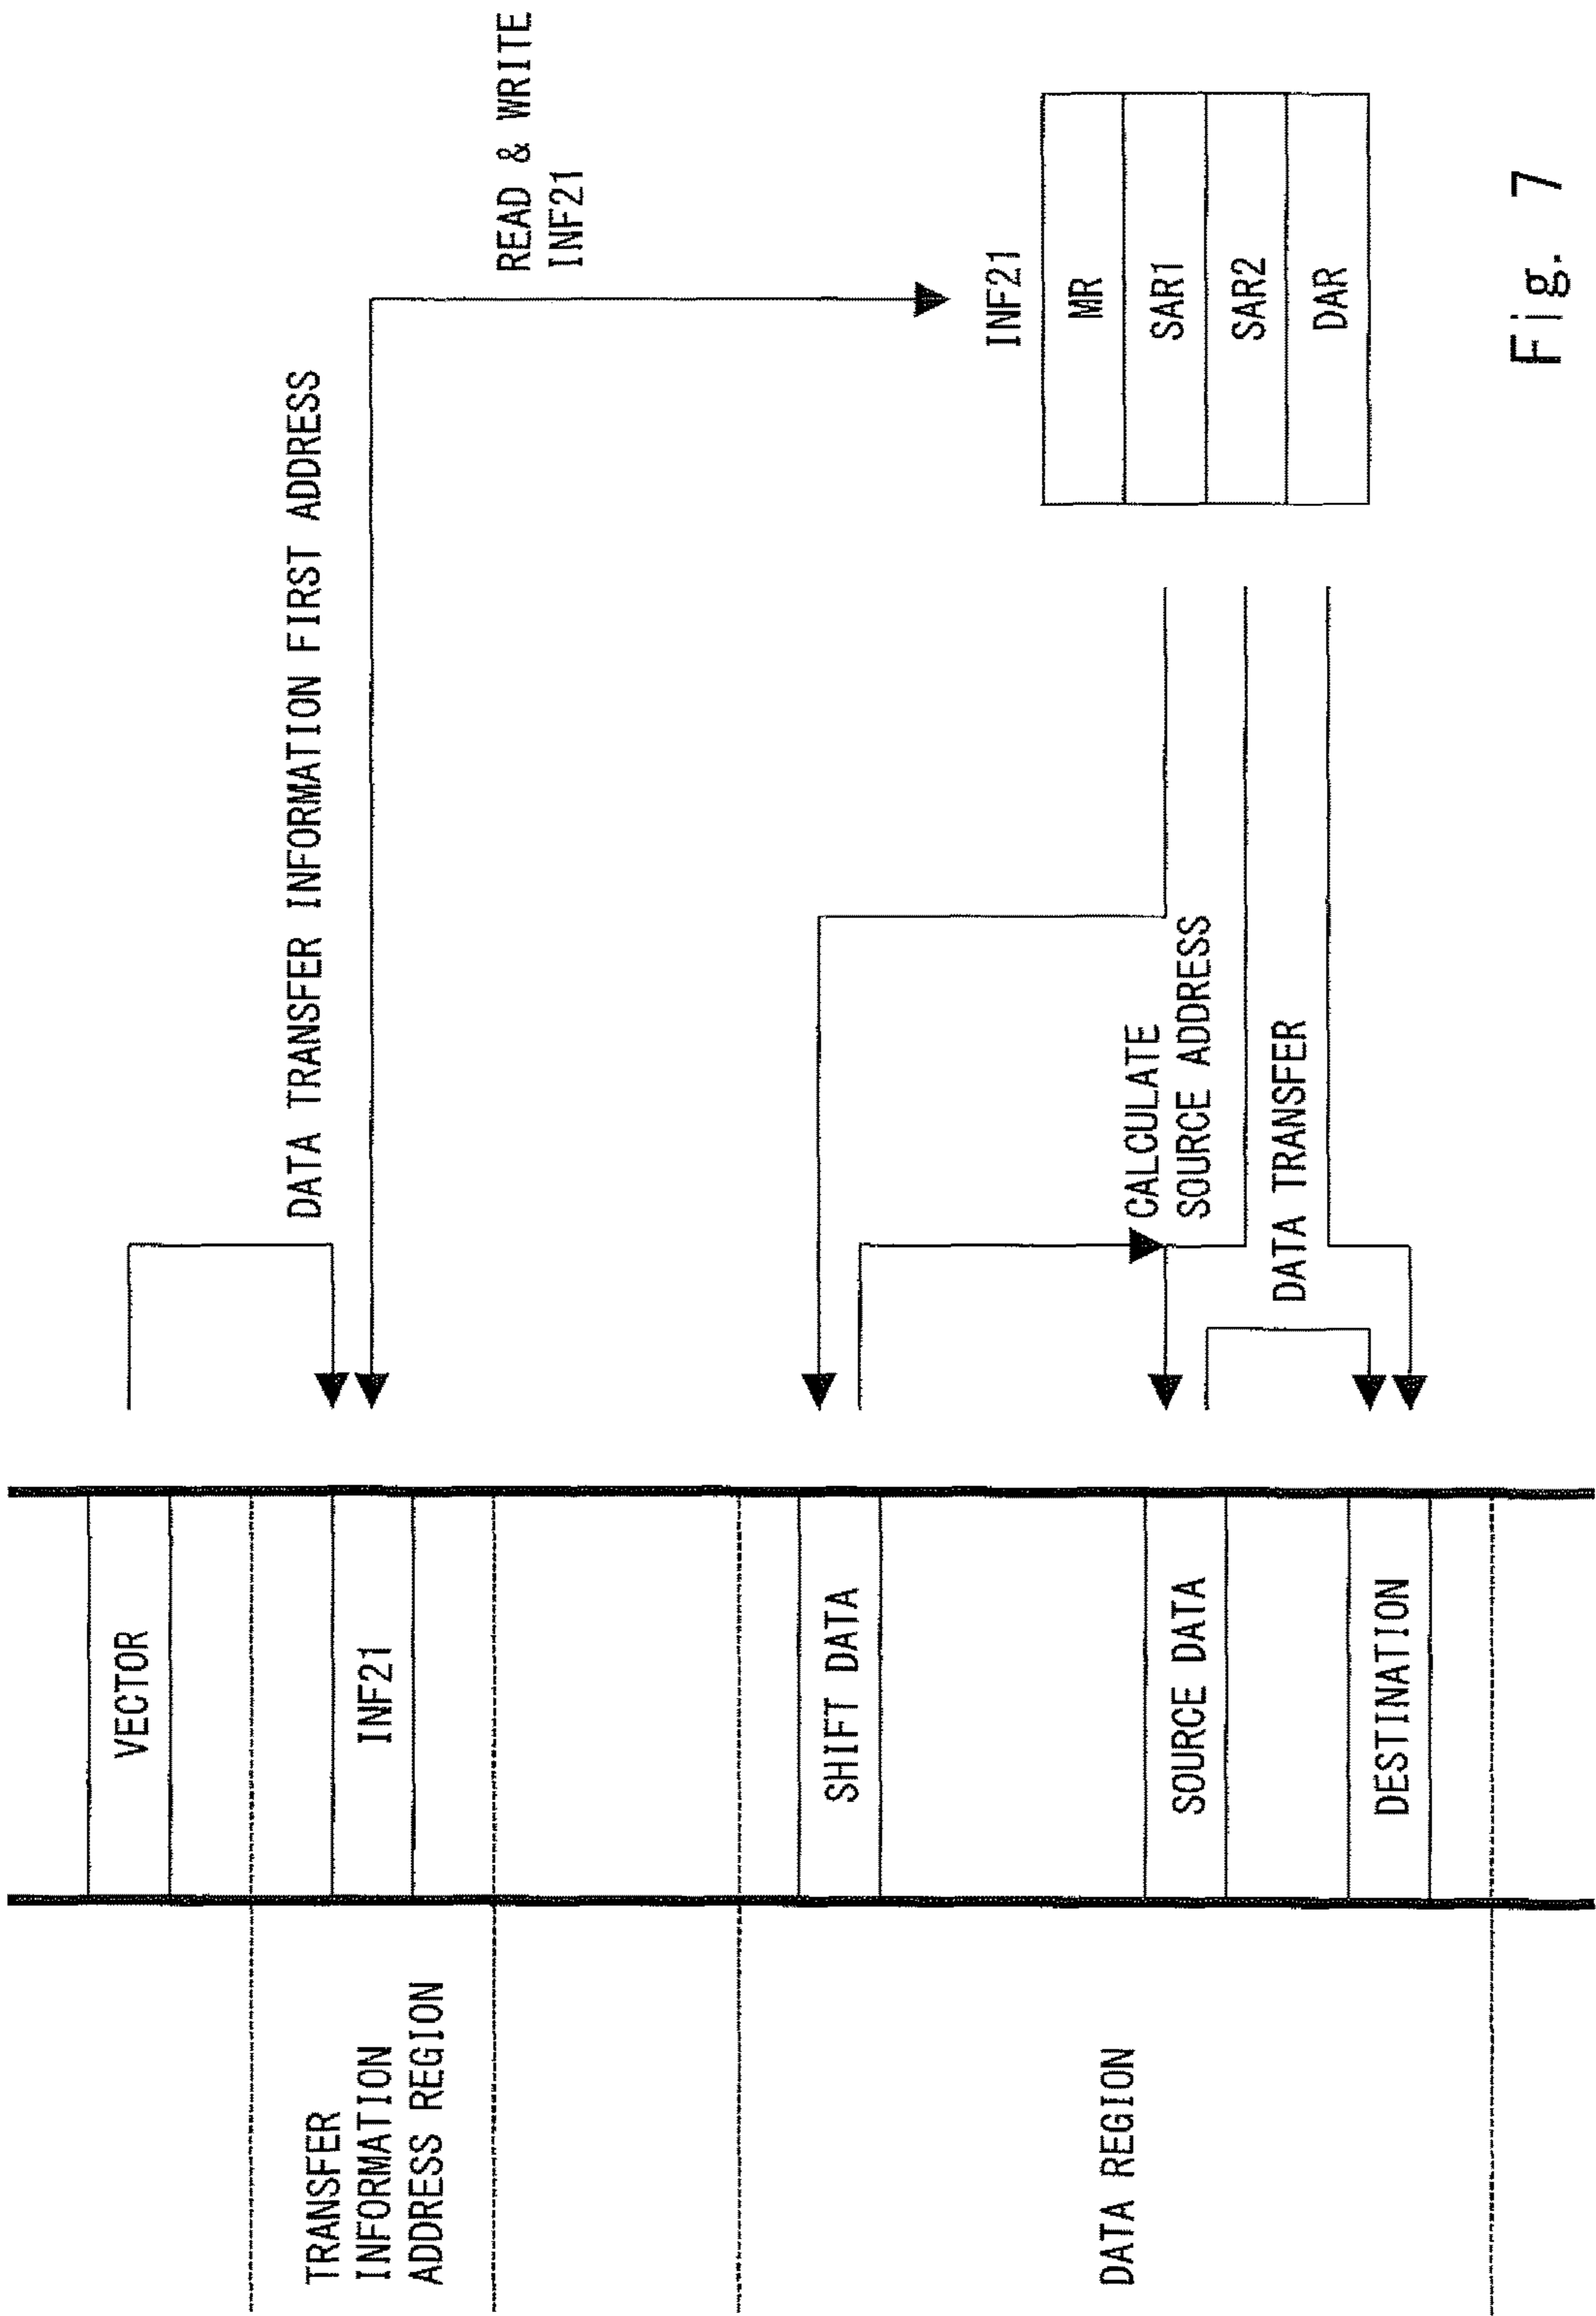 TRANSFER
INFORMATION
ADDRESS REGION
DATA REGION
VECTOR
INF21
SHIFT DATA
SOURCE DATA
DESTINATION
DATA TRANSFER INFORMATION FIRST ADDRESS
READ & WRITE
INF21
CALCULATE
SOURCE ADDRESS
DATA TRANSFER
INF21
MR
SAR1
SAR2
DAR
Fig. 7